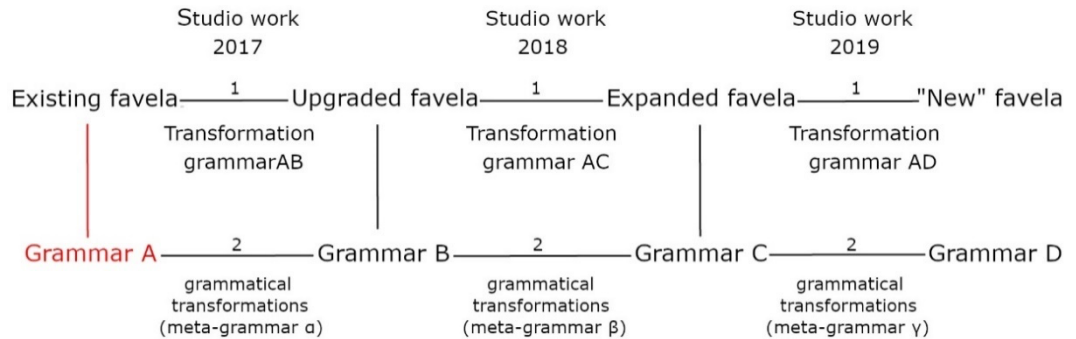 Studio work
2017
Studio work
2018
Studio work
2019
Existing favela 1 Upgraded favela 1 Expanded favela 1 "New" favela
Transformation
grammarAB
Transformation
grammar AC
Transformation
grammar AD
Grammar A 2 Grammar B 2 Grammar C 2 Grammar D
grammatical
transformations
(meta-grammar α)
grammatical
transformations
(meta-grammar β)
grammatical
transformations
(meta-grammar γ)